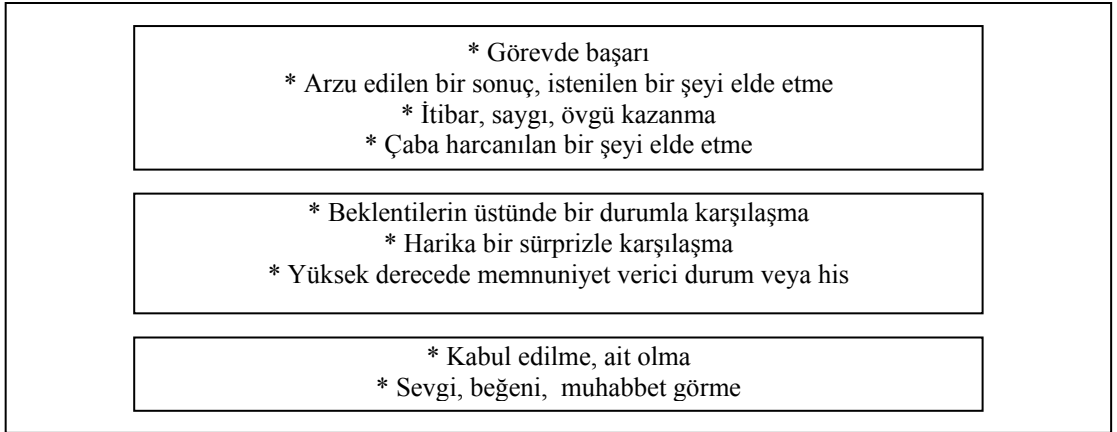 * Görevde başarı
* Arzu edilen bir sonuç, istenilen bir şeyi elde etme
* İtibar, saygı, övgü kazanma
* Çaba harcanılan bir şeyi elde etme
* Beklentilerin üstünde bir durumla karşılaşma
* Harika bir sürprizle karşılaşma
* Yüksek derecede memnuniyet verici durum veya his
* Kabul edilme, ait olma
* Sevgi, beğeni, muhabbet görme